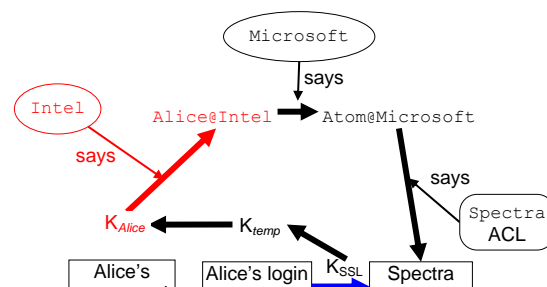 Microsoft
says
Intel
Alice@Intel
Atom@Microsoft
says
says
Spectra
ACL
KAlice
Ktemp
KSSL
Alice's
Alice's login
Spectra